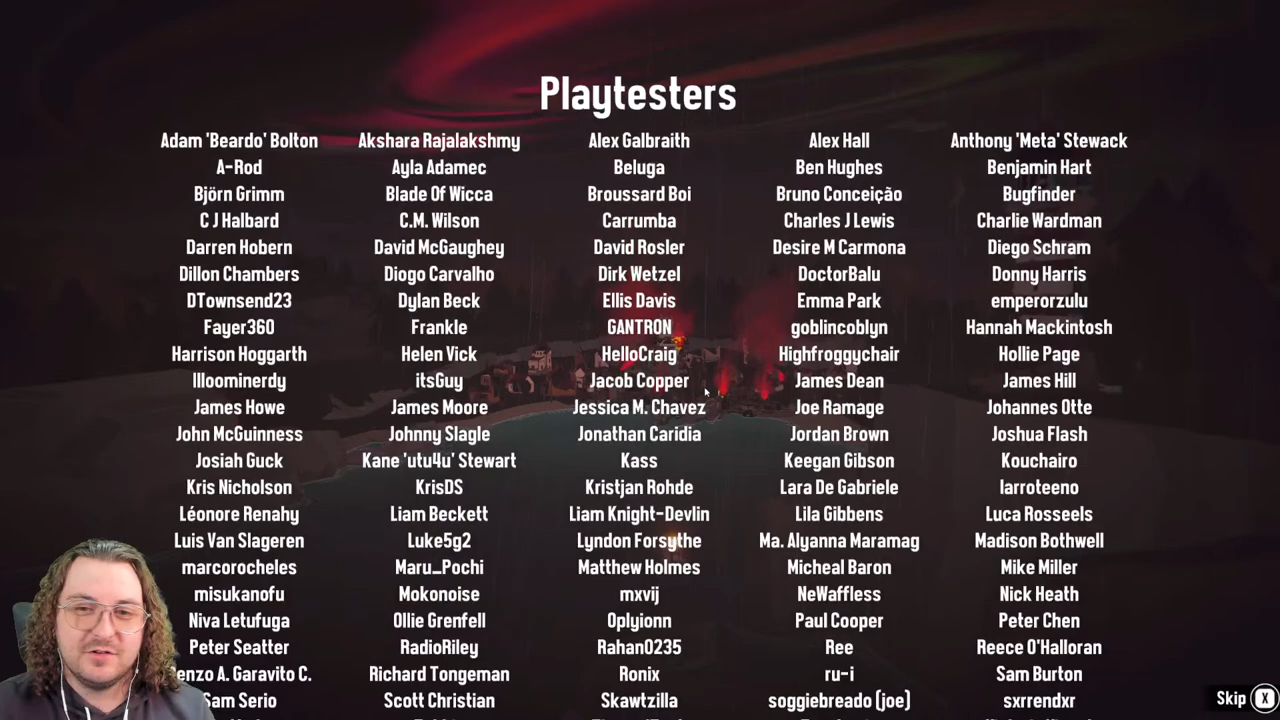 Playtesters
Adam 'Beardo' Bolton Akshara Rajalakshmy Alex Galbraith Alex Hall Anthony 'Meta' Stewack
A-Rod Ayla Adamec Beluga Ben Hughes Benjamin Hart
Björn Grimm Blade Of Wicca Broussard Boi Bruno Conceição Bugfinder
C J Halbard C.M. Wilson Carrumba Charles J Lewis Charlie Wardman
Darren Hobern David McGaughey David Rosler Desire M Carmona Diego Schram
Dillon Chambers Diogo Carvalho Dirk Wetzel DoctorBalu Donny Harris
DTownsend23 Dylan Beck Ellis Davis Emma Park emperorzulu
Fayer360 Frankle GANTRON goblincoblyn Hannah Mackintosh
Harrison Hoggarth Helen Vick HelloCraig Highfroggychair Hollie Page
Illoominerdy itsGuy Jacob Copper James Dean James Hill
James Howe James Moore Jessica M. Chavez Joe Ramage Johannes Otte
John McGuinness Johnny Slagle Jonathan Caridia Jordan Brown Joshua Flash
Josiah Guck Kane 'utu4u' Stewart Kass Keegan Gibson Kouchairo
Kris Nicholson KrisDS Kristjan Rohde Lara De Gabriele larroteeno
Léonore Renahy Liam Beckett Liam Knight-Devlin Lila Gibbens Luca Rosseels
Luis Van Slageren Luke5g2 Lyndon Forsythe Ma. Alyanna Maramag Madison Bothwell
marcorocheles Maru_Pochi Matthew Holmes Micheal Baron Mike Miller
misukanofu Mokonoise mxvij NeWaffless Nick Heath
Niva Letufuga Ollie Grenfell Oplyionn Paul Cooper Peter Chen
Peter Seatter RadioRiley Rahan0235 Ree Reece O'Halloran
A. Garavito C. Richard Tongeman Ronix ru-i Sam Burton
Sam Serio Scott Christian Skawtzilla soggiebreado (joe) sxrrendxr
Skip X